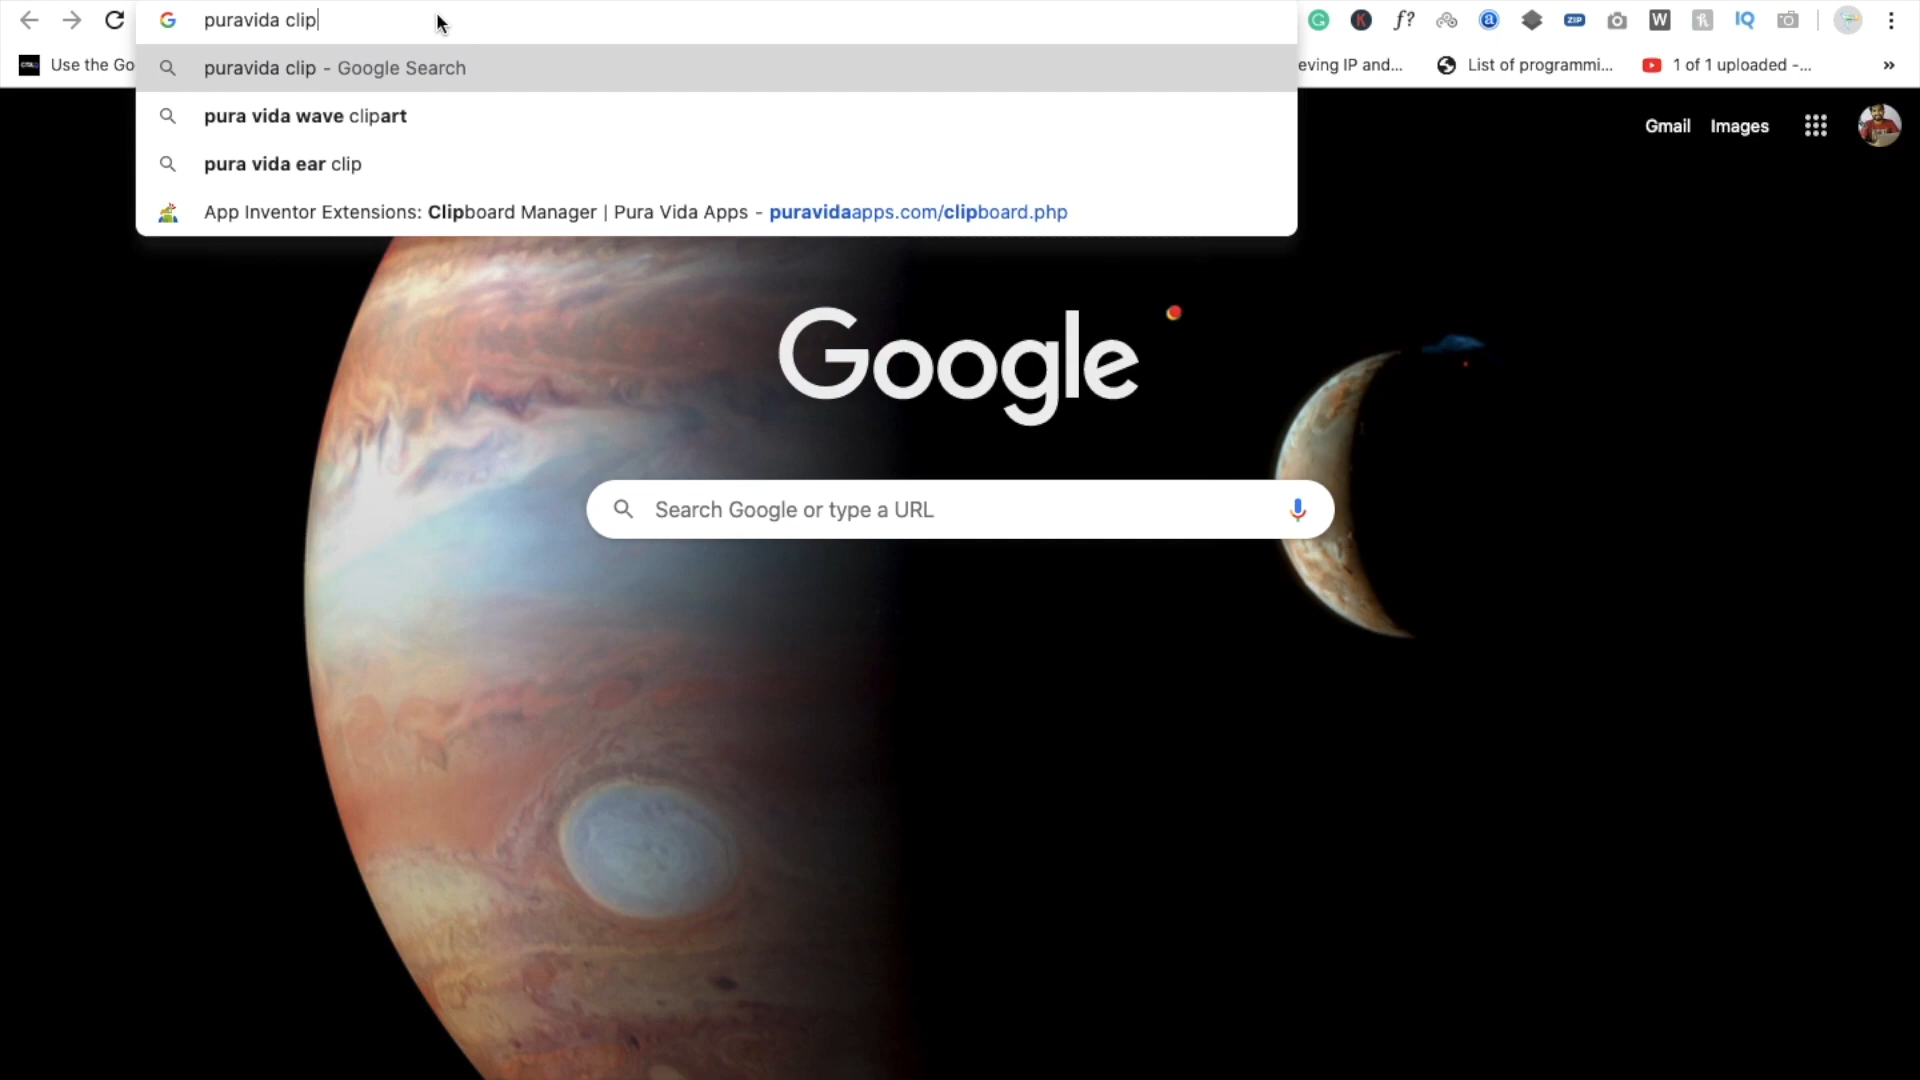 puravida clip
puravida clip - Google Search
pura vida wave clipart
pura vida ear clip
App Inventor Extensions: Clipboard Manager | Pura Vida Apps - puravidaapps.com/clipboard.php
f?
a
ZIP
W
IQ
Use the Go
eving IP and...
List of programmi...
1 of 1 uploaded -...
»
Gmail
Images
Google
Search Google or type a URL